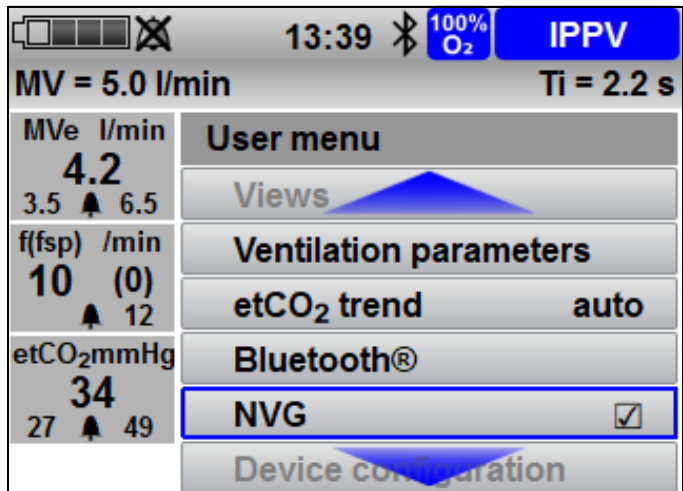 13:39 100% O₂ IPPV
MV = 5.0 l/min Ti = 2.2 s
MVe l/min
4.2
3.5 6.5
f(fsp) /min
10 (0)
12
etCO₂mmHg
34
27 49
User menu
Views
Ventilation parameters
etCO₂ trend auto
Bluetooth®
NVG ☑
Device configuration